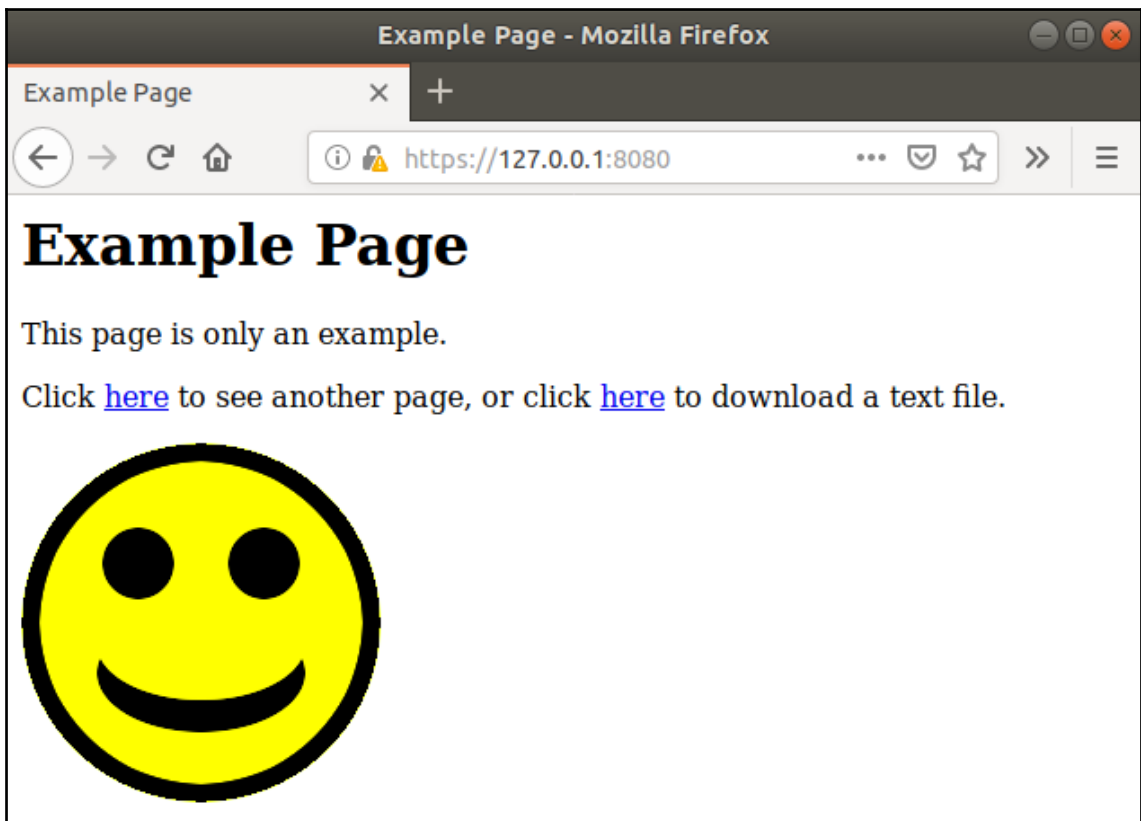 Example Page - Mozilla Firefox
Example Page
https://127.0.0.1:8080
Example Page
This page is only an example.
Click here to see another page, or click here to download a text file.